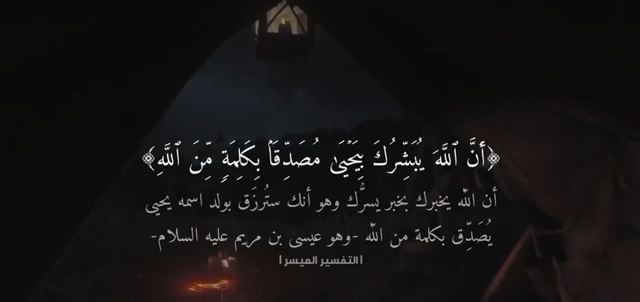 ﴿أَنَّ ٱللَّهَ يُبَشِّرُكَ بِيَحۡيَىٰ مُصَدِّقَۢا بِكَلِمَةٖ مِّنَ ٱللَّهِ﴾
أن الله يخبرك بخبر يسرُّك وهو أنك ستُرزَق بولد اسمه يحيى
يُصَدِّق بكلمة من الله -وهو عيسى بن مريم عليه السلام-
| التفسير الميسر |